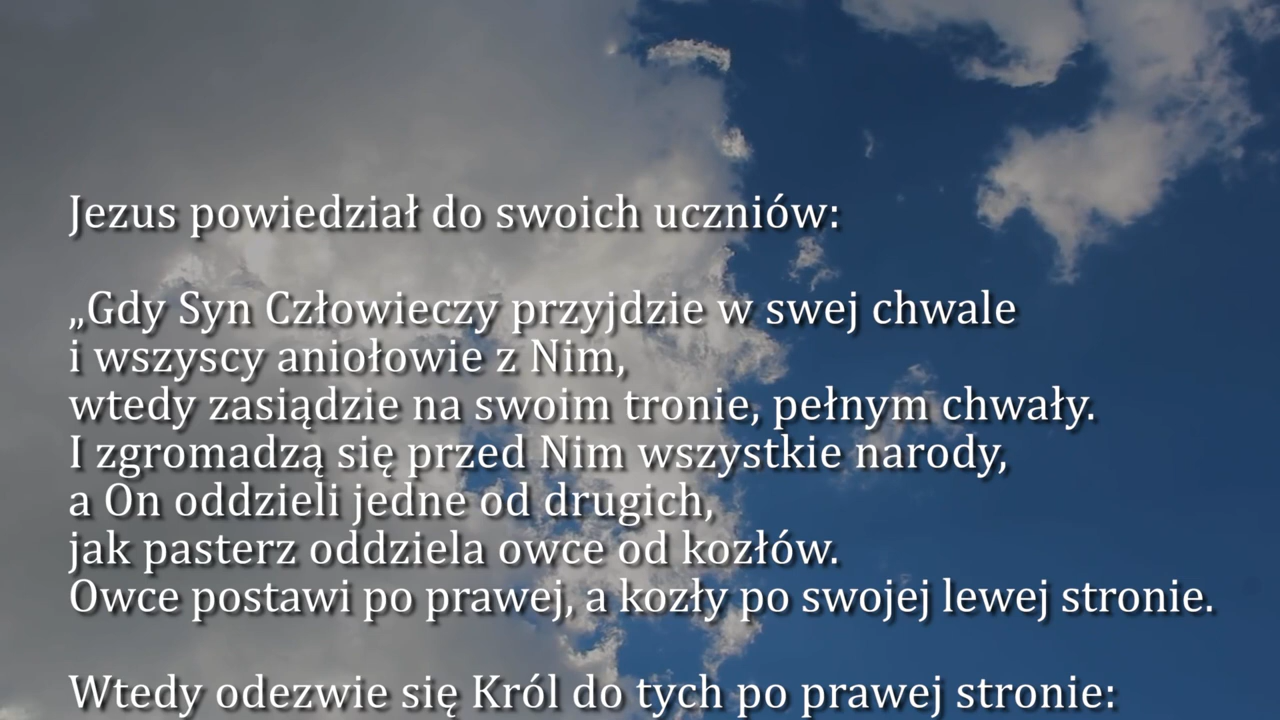 Jezus powiedział do swoich uczniów:
„Gdy Syn Człowieczy przyjdzie w swej chwale
i wszyscy aniołowie z Nim,
wtedy zasiądzie na swoim tronie, pełnym chwały.
I zgromadzą się przed Nim wszystkie narody,
a On oddzieli jedne od drugich,
jak pasterz oddziela owce od kozłów.
Owce postawi po prawej, a kozły po swojej lewej stronie.
Wtedy odezwie się Król do tych po prawej stronie: